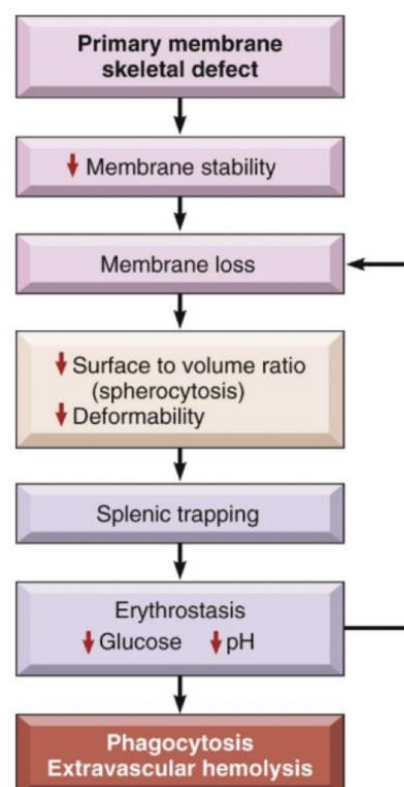 Primary membrane
skeletal defect
↓ Membrane stability
Membrane loss
↓ Surface to volume ratio
(spherocytosis)
↓ Deformability
Splenic trapping
Erythrostasis
↓ Glucose ↓ pH
Phagocytosis
Extravascular hemolysis